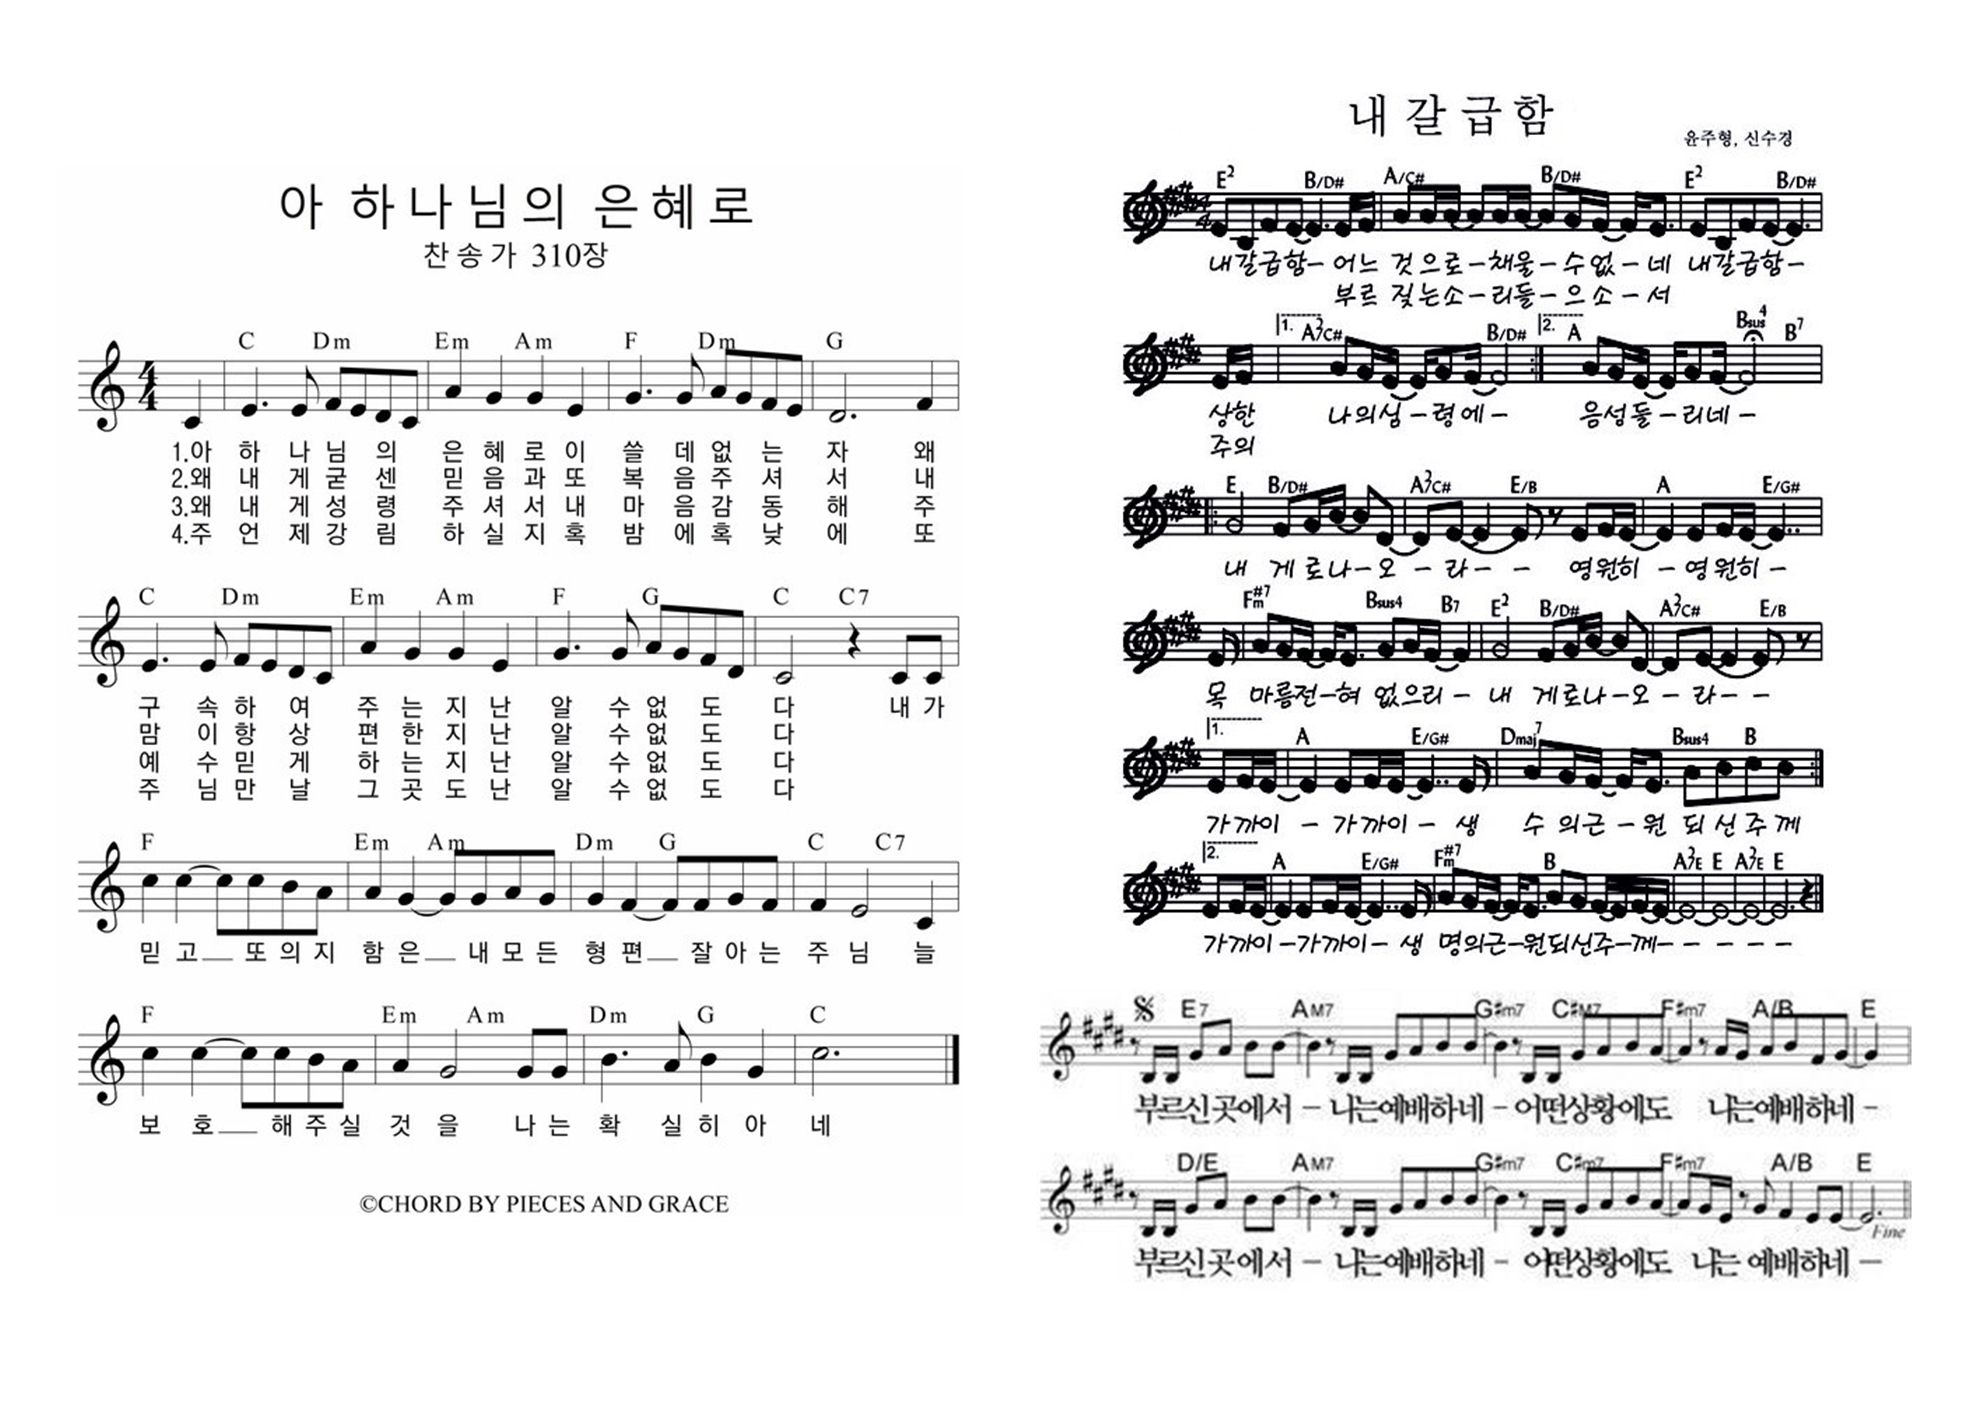 아 하나님의 은혜로
찬송가 310장
C Dm Em Am F Dm G
1.아 하 나 님 의 은 혜 로 이 쓸 데 없 는 자 왜
2.왜 내 게 굳 센 믿 음 과 또 복 음 주 셔 서 내
3.왜 내 게 성 령 주 셔 서 내 마 음 감 동 해 주
4.주 언 제 강 림 하 실 지 혹 밤 에 혹 낮 에 또
C Dm Em Am F G C C7
구 속 하 여 주 는 지 난 알 수 없 도 다 내 가
맘 이 항 상 편 한 지 난 알 수 없 도 다
예 수 믿 게 하 는 지 난 알 수 없 도 다
주 님 만 날 그 곳 도 난 알 수 없 도 다
F Em Am Dm G C C7
믿 고 또 의 지 함 은 내 모 든 형 편 잘 아 는 주 님 늘
F Em Am Dm G C
보 호 해 주 실 것 을 나 는 확 실 히 아 네
©CHORD BY PIECES AND GRACE
내 갈급함
윤주형, 신수경
E2 B/D# A/C# B/D# E2 B/D#
내갈급함- 어느 것으로-채울-수없-네 내갈급함-
부르 짖는소-리들-으소-서
1. A2/C# B/D# 2. A Bsus4 B7
상한 나의심-령에- 음성들-리네-
주의
E B/D# A2/C# E/B A E/G#
내 게로나-오-라-- 영원히-영원히-
F#m7 Bsus4 B7 E2 B/D# A2/C# E/B
목 마름전-혀 없으리- 내 게로나-오-라--
1. A E/G# Dmaj7 Bsus4 B
가까이-가까이-생 수의근-원 되신주께
2. A E/G# F#m7 B A2/E E A2/E E
가까이-가까이-생 명의근-원되신주-께-----
E7 AM7 G#m7 C#M7 F#m7 A/B E
부르신곳에서 - 나는예배하네 - 어떤상황에도 나는예배하네 -
D/E AM7 G#m7 C#m7 F#m7 A/B E
Fine
부르신곳에서 - 나는예배하네 - 어떤상황에도 나는 예배하네 -